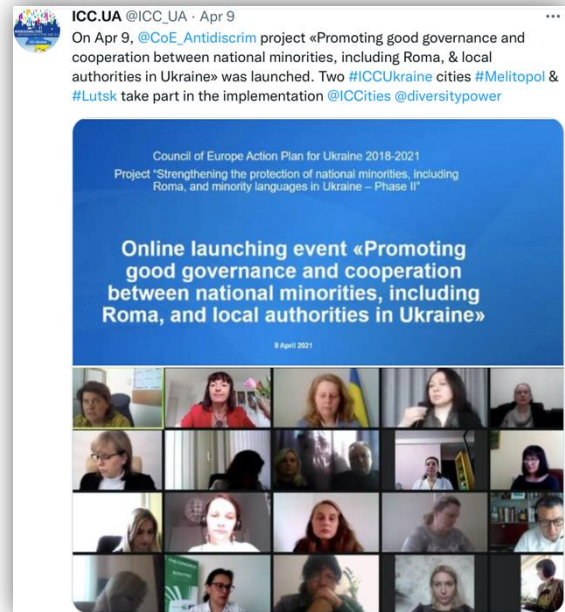 ICC.UA @ICC_UA · Apr 9
On Apr 9, @CoE_Antidiscrim project «Promoting good governance and
cooperation between national minorities, including Roma, & local
authorities in Ukraine» was launched. Two #ICCUkraine cities #Melitopol &
#Lutsk take part in the implementation @ICCities @diversitypower
Council of Europe Action Plan for Ukraine 2018-2021
Project "Strengthening the protection of national minorities, including
Roma, and minority languages in Ukraine – Phase II"
Online launching event «Promoting
good governance and cooperation
between national minorities, including
Roma, and local authorities in Ukraine»
9 April 2021